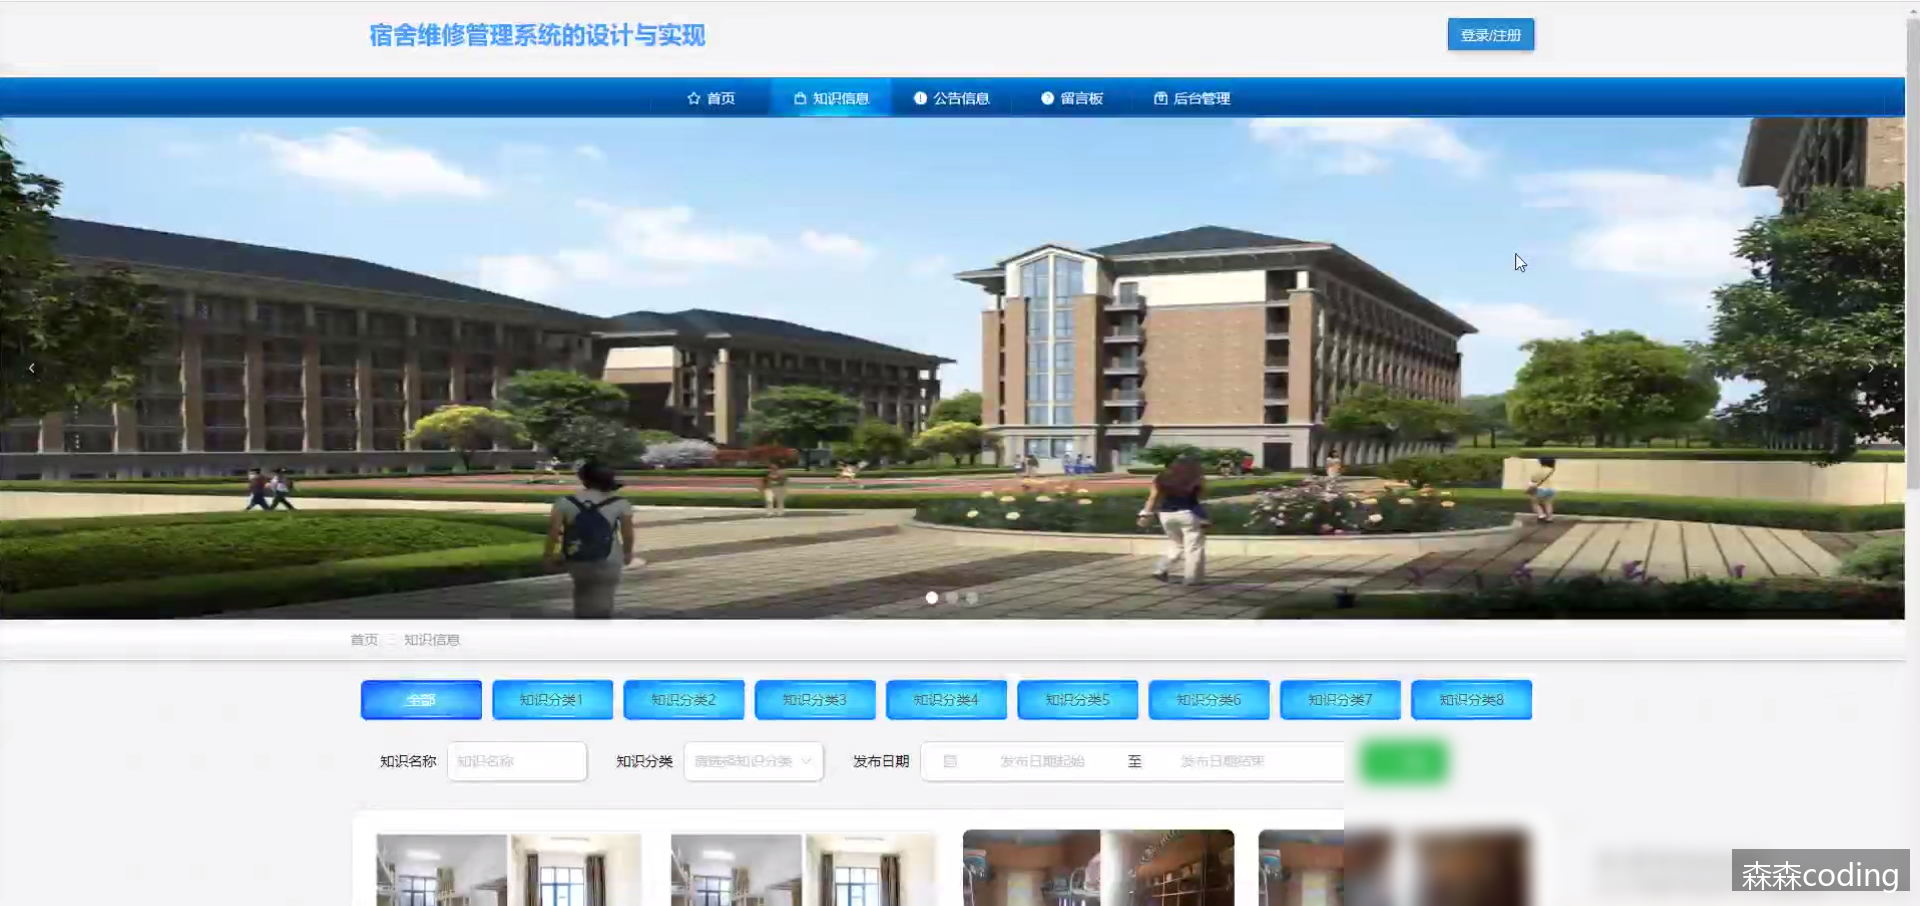 宿舍维修管理系统的设计与实现
登录/注册
首页 知识信息 公告信息 留言板 后台管理
首页 知识信息
全部 知识分类1 知识分类2 知识分类3 知识分类4 知识分类5 知识分类6 知识分类7 知识分类8
知识名称 知识名称 知识分类 请选择知识分类 发布日期 发布日期起始 至 发布日期结束
森森coding